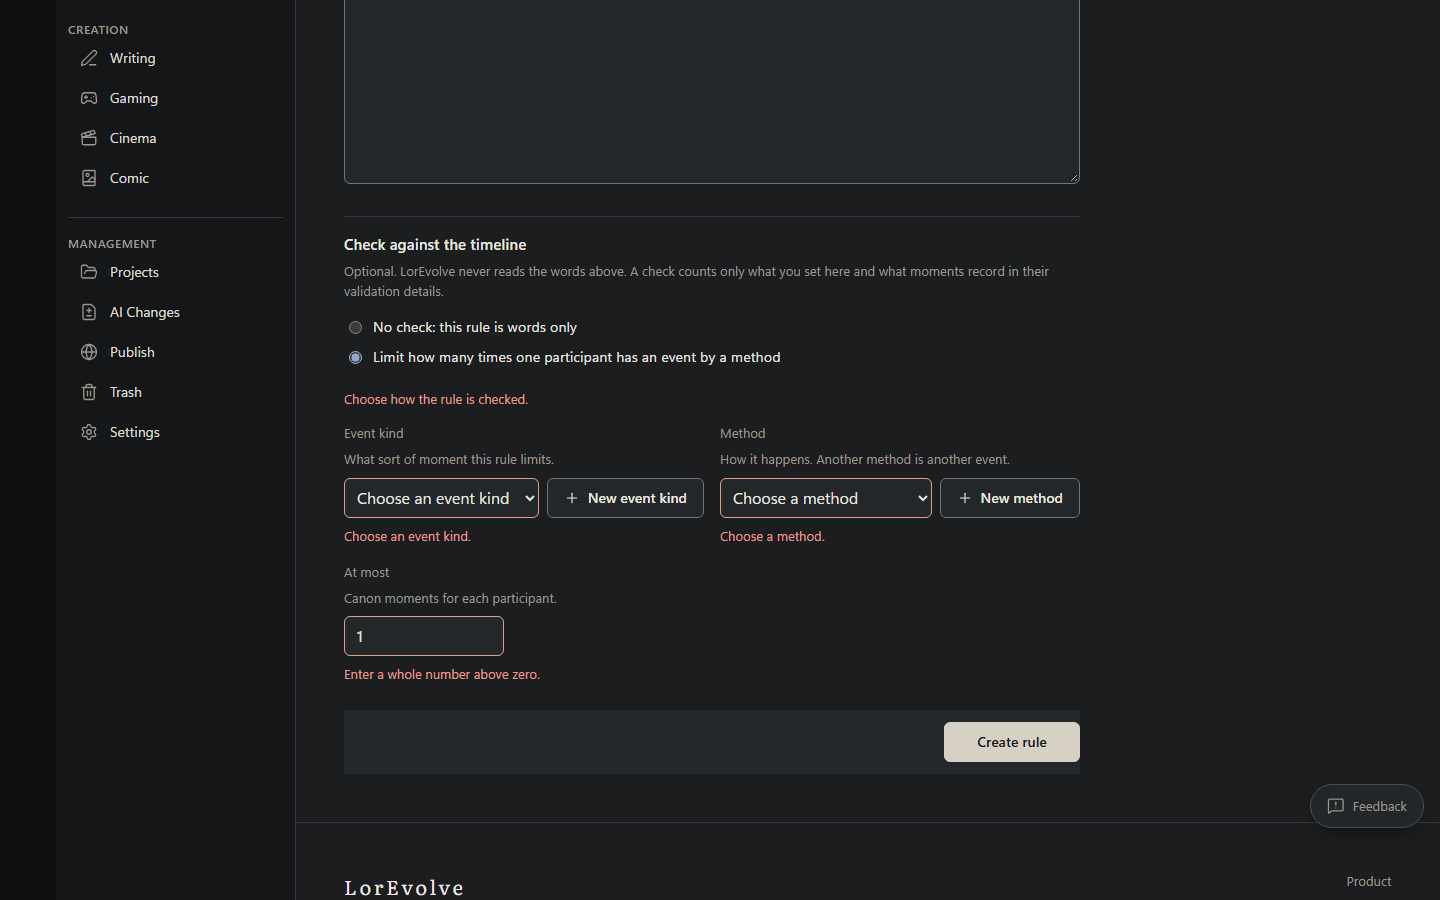 CREATION
Writing
Gaming
Cinema
Comic
MANAGEMENT
Projects
AI Changes
Publish
Trash
Settings
Check against the timeline
Optional. LorEvolve never reads the words above. A check counts only what you set here and what moments record in their
validation details.
No check: this rule is words only
Limit how many times one participant has an event by a method
Choose how the rule is checked.
Event kind
What sort of moment this rule limits.
Choose an event kind
New event kind
Choose an event kind.
Method
How it happens. Another method is another event.
Choose a method
New method
Choose a method.
At most
Canon moments for each participant.
1
Enter a whole number above zero.
Create rule
Feedback
LorEvolve
Product